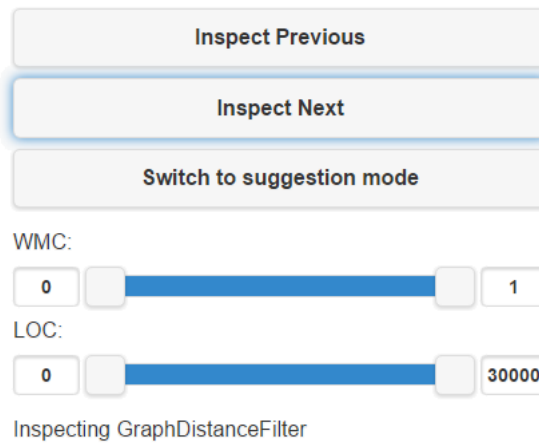 Inspect Previous
Inspect Next
Switch to suggestion mode
WMC:
0 1
LOC:
0 30000
Inspecting GraphDistanceFilter